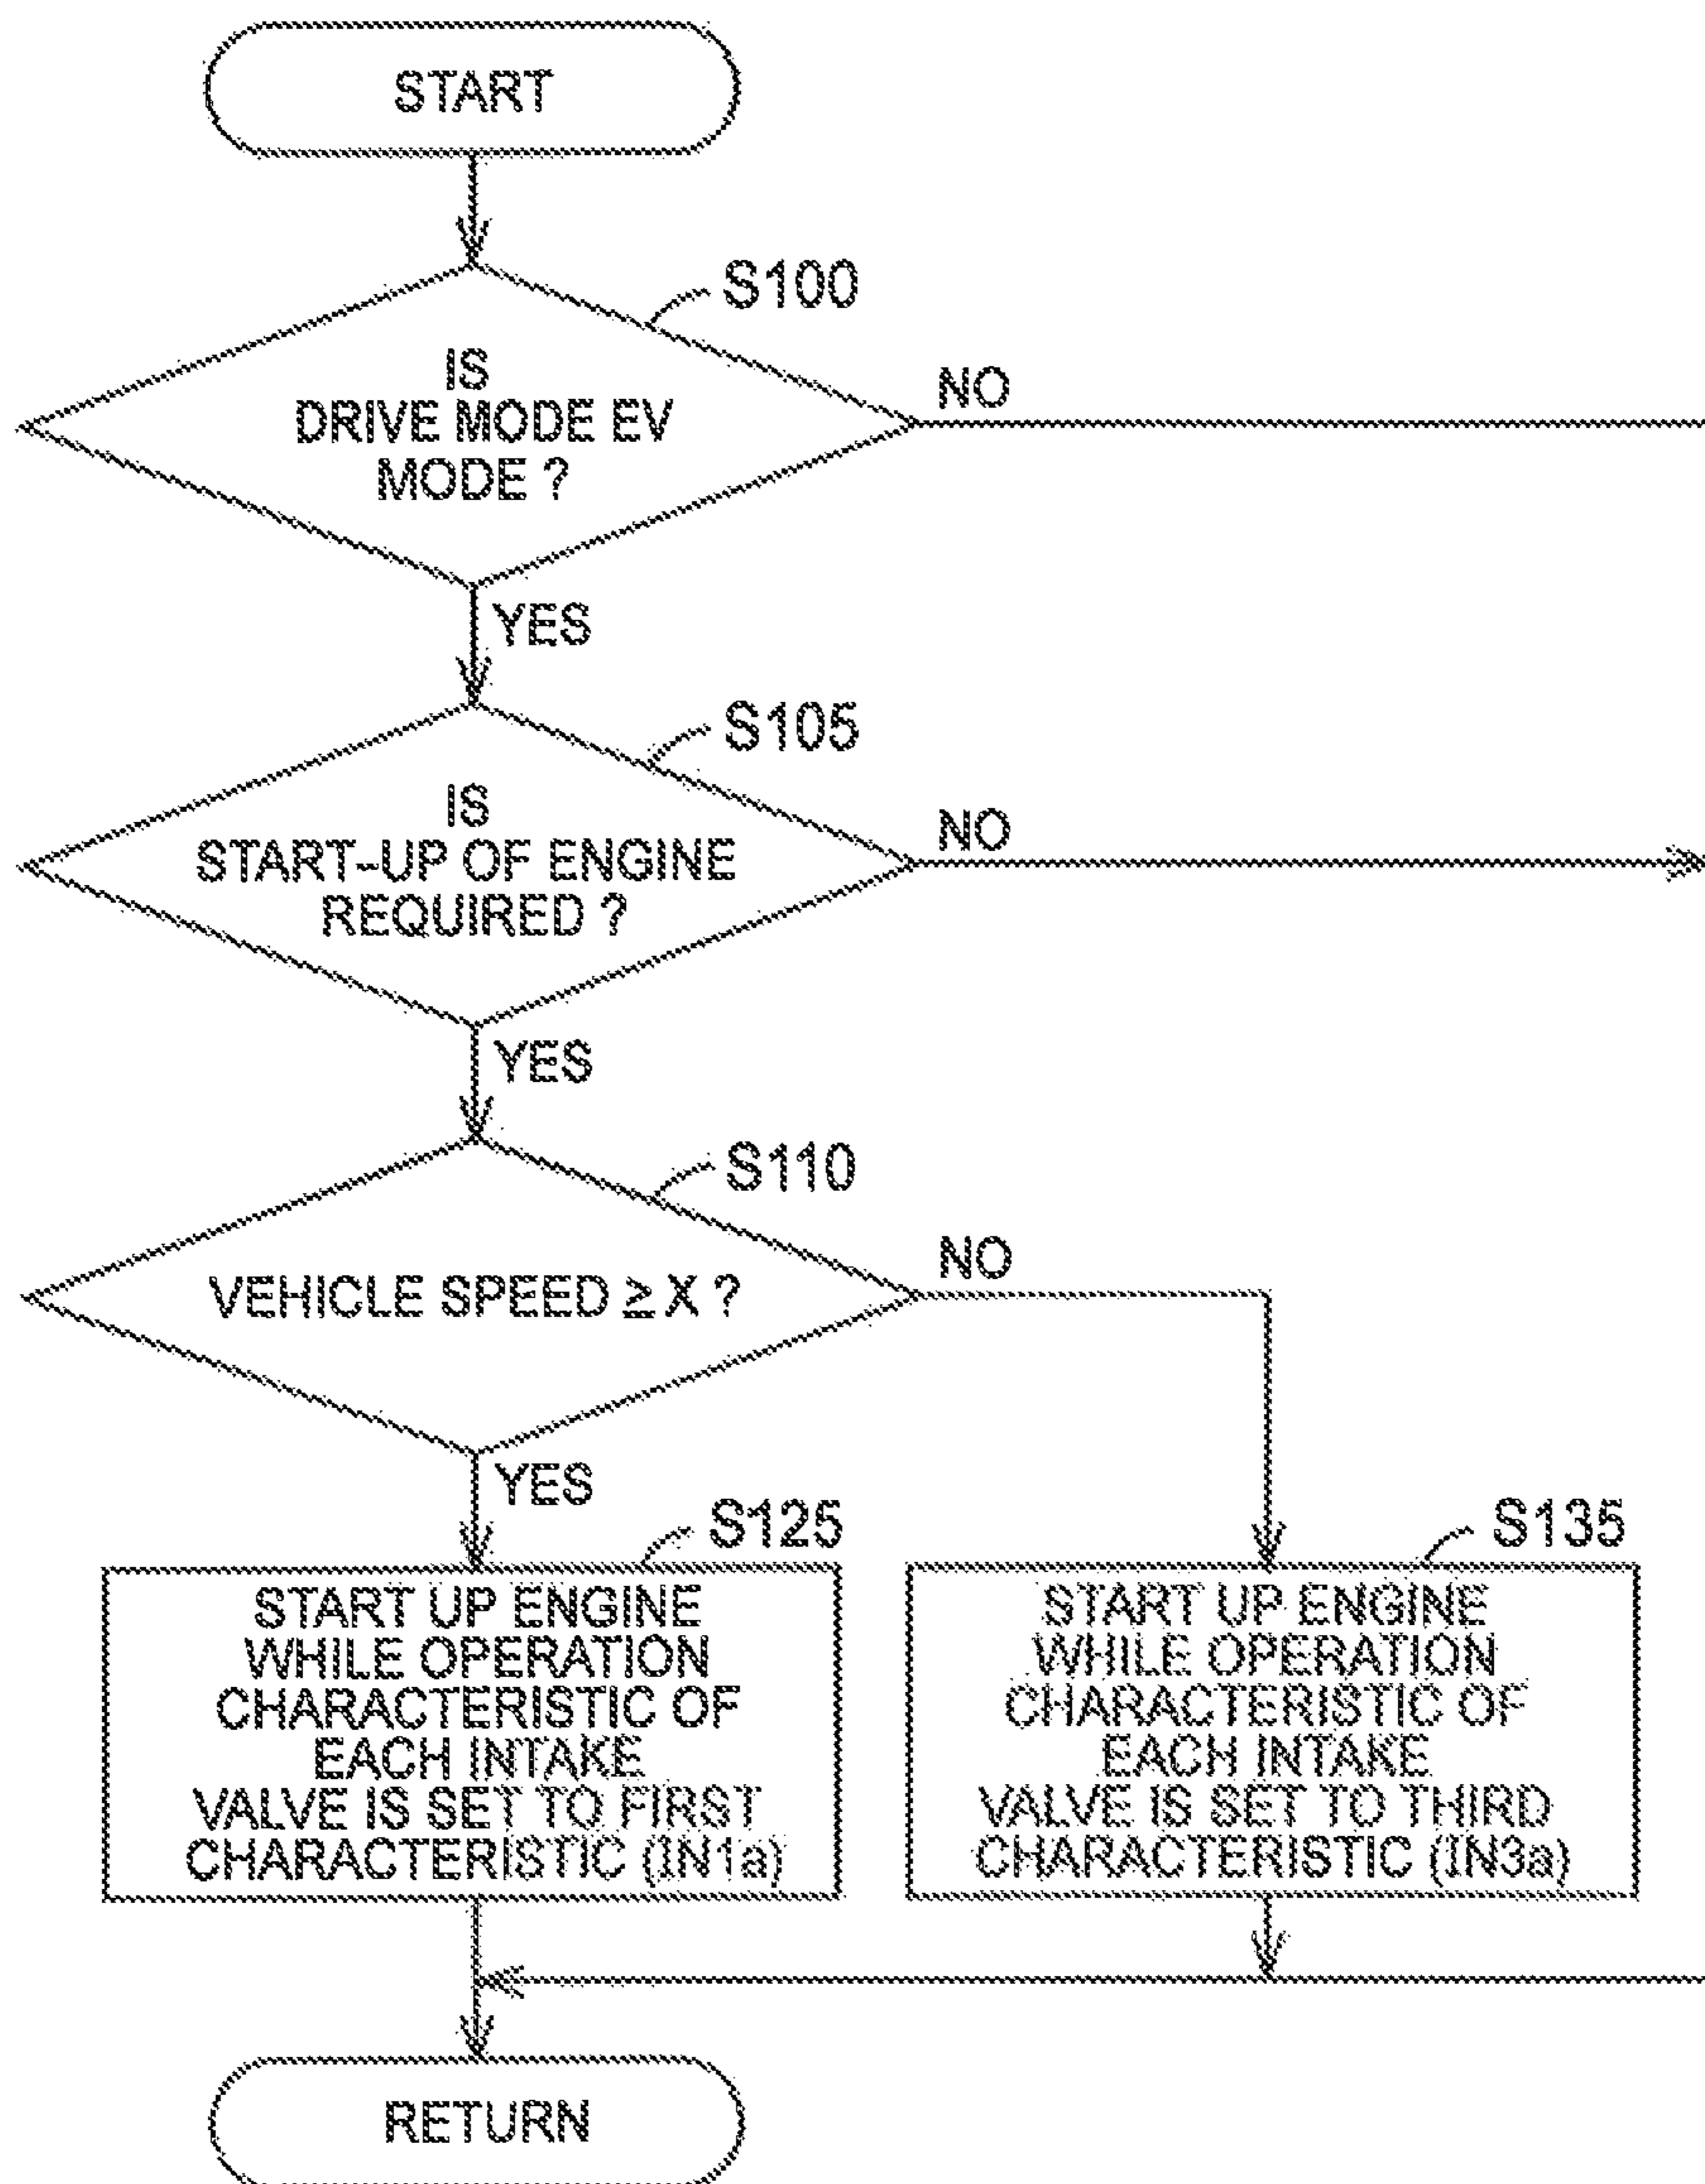 START
S100
IS
DRIVE MODE EV
MODE ?
NO
YES
S105
IS
START-UP OF ENGINE
REQUIRED ?
NO
YES
S110
VEHICLE SPEED ≧ X ?
NO
YES
S125
START UP ENGINE
WHILE OPERATION
CHARACTERISTIC OF
EACH INTAKE
VALVE IS SET TO FIRST
CHARACTERISTIC (IN1a)
S135
START UP ENGINE
WHILE OPERATION
CHARACTERISTIC OF
EACH INTAKE
VALVE IS SET TO THIRD
CHARACTERISTIC (IN3a)
RETURN